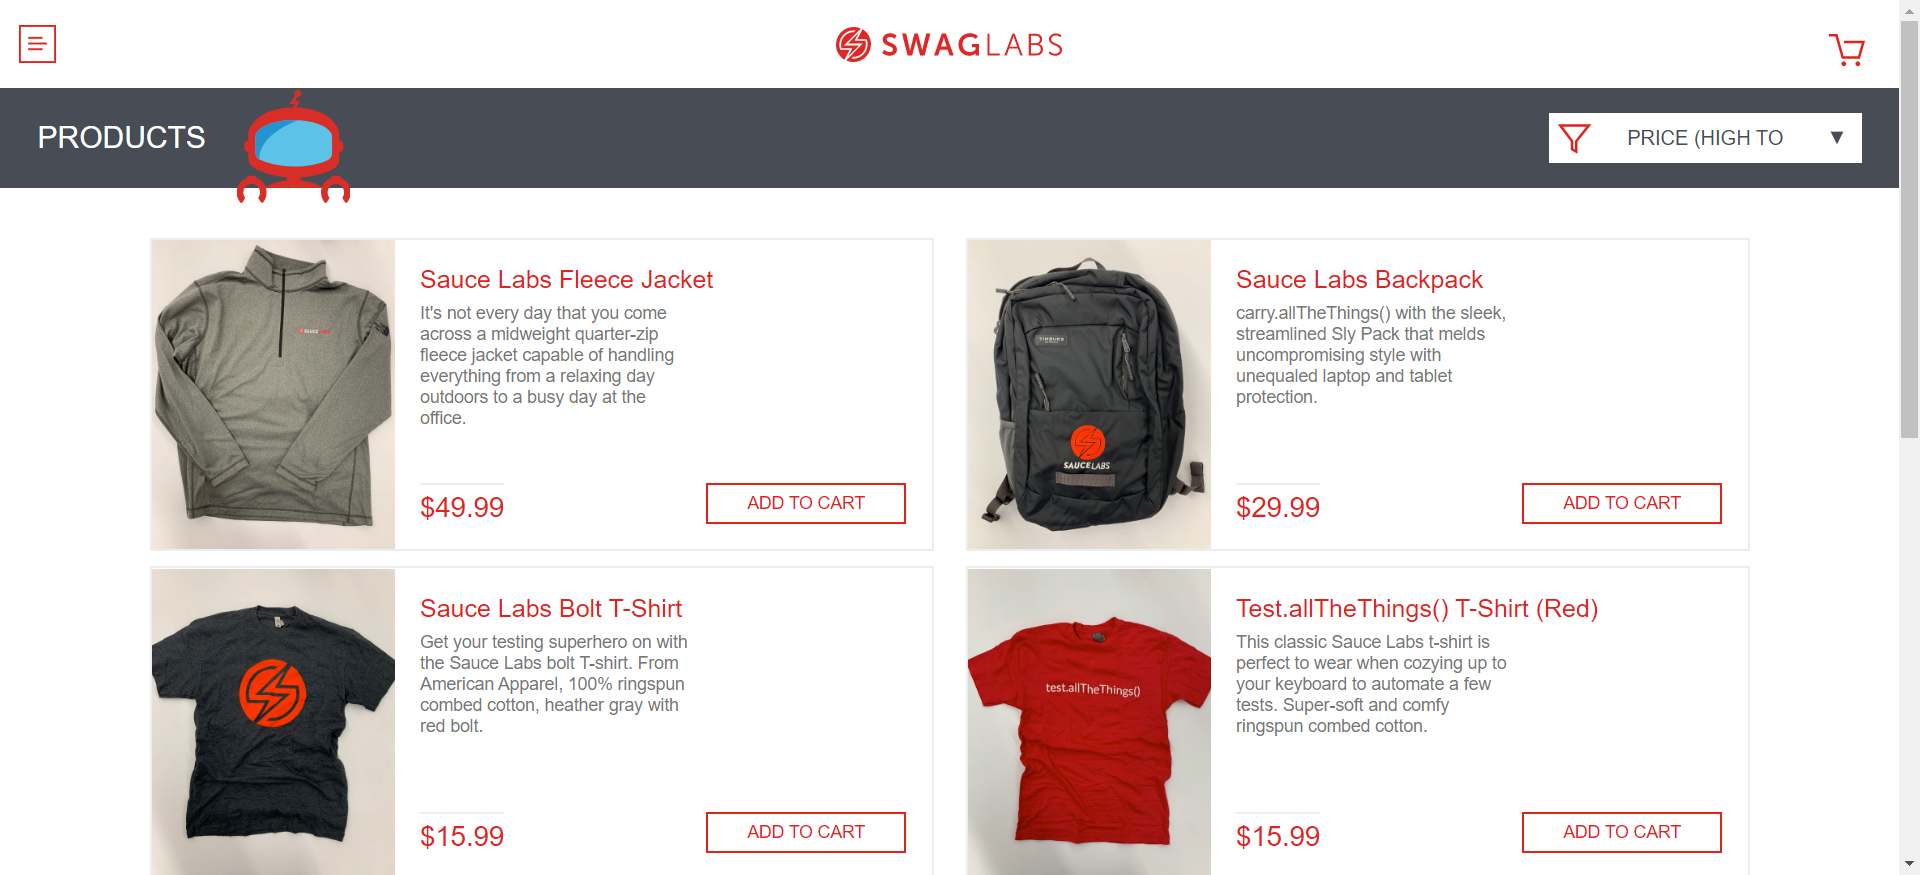 SWAGLABS
PRODUCTS
PRICE (HIGH TO
Sauce Labs Fleece Jacket
It's not every day that you come
across a midweight quarter-zip
fleece jacket capable of handling
everything from a relaxing day
outdoors to a busy day at the
office.
$49.99
ADD TO CART
SAUCE LABS
Sauce Labs Backpack
carry.allTheThings() with the sleek,
streamlined Sly Pack that melds
uncompromising style with
unequaled laptop and tablet
protection.
$29.99
ADD TO CART
SAUCELABS
Sauce Labs Bolt T-Shirt
Get your testing superhero on with
the Sauce Labs bolt T-shirt. From
American Apparel, 100% ringspun
combed cotton, heather gray with
red bolt.
$15.99
ADD TO CART
Test.allTheThings() T-Shirt (Red)
This classic Sauce Labs t-shirt is
perfect to wear when cozying up to
your keyboard to automate a few
tests. Super-soft and comfy
ringspun combed cotton.
$15.99
ADD TO CART
test.allTheThings()